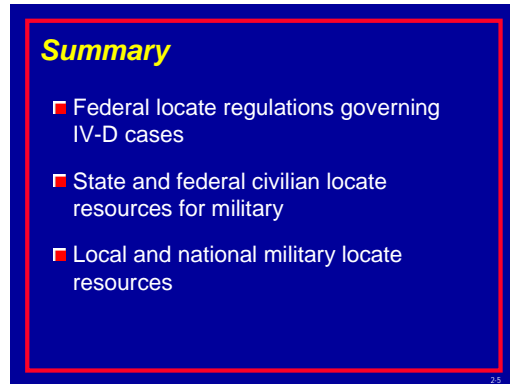 Summary
Federal locate regulations governing
IV-D cases
State and federal civilian locate
resources for military
Local and national military locate
resources
2-5